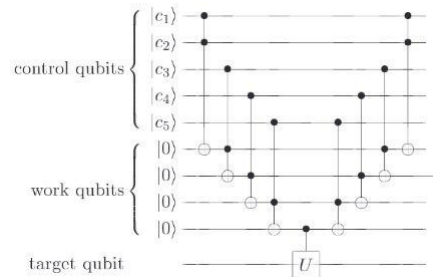 |c₁⟩
|c₂⟩
control qubits |c₃⟩
|c₄⟩
|c₅⟩
|0⟩
|0⟩
work qubits
|0⟩
|0⟩
target qubit U